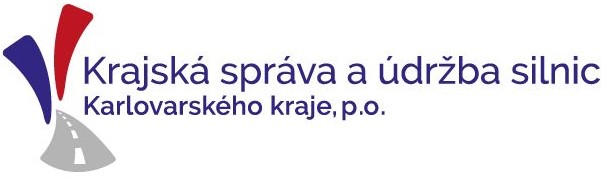 Krajská správa a údržba silnic
Karlovarského kraje, p.o.